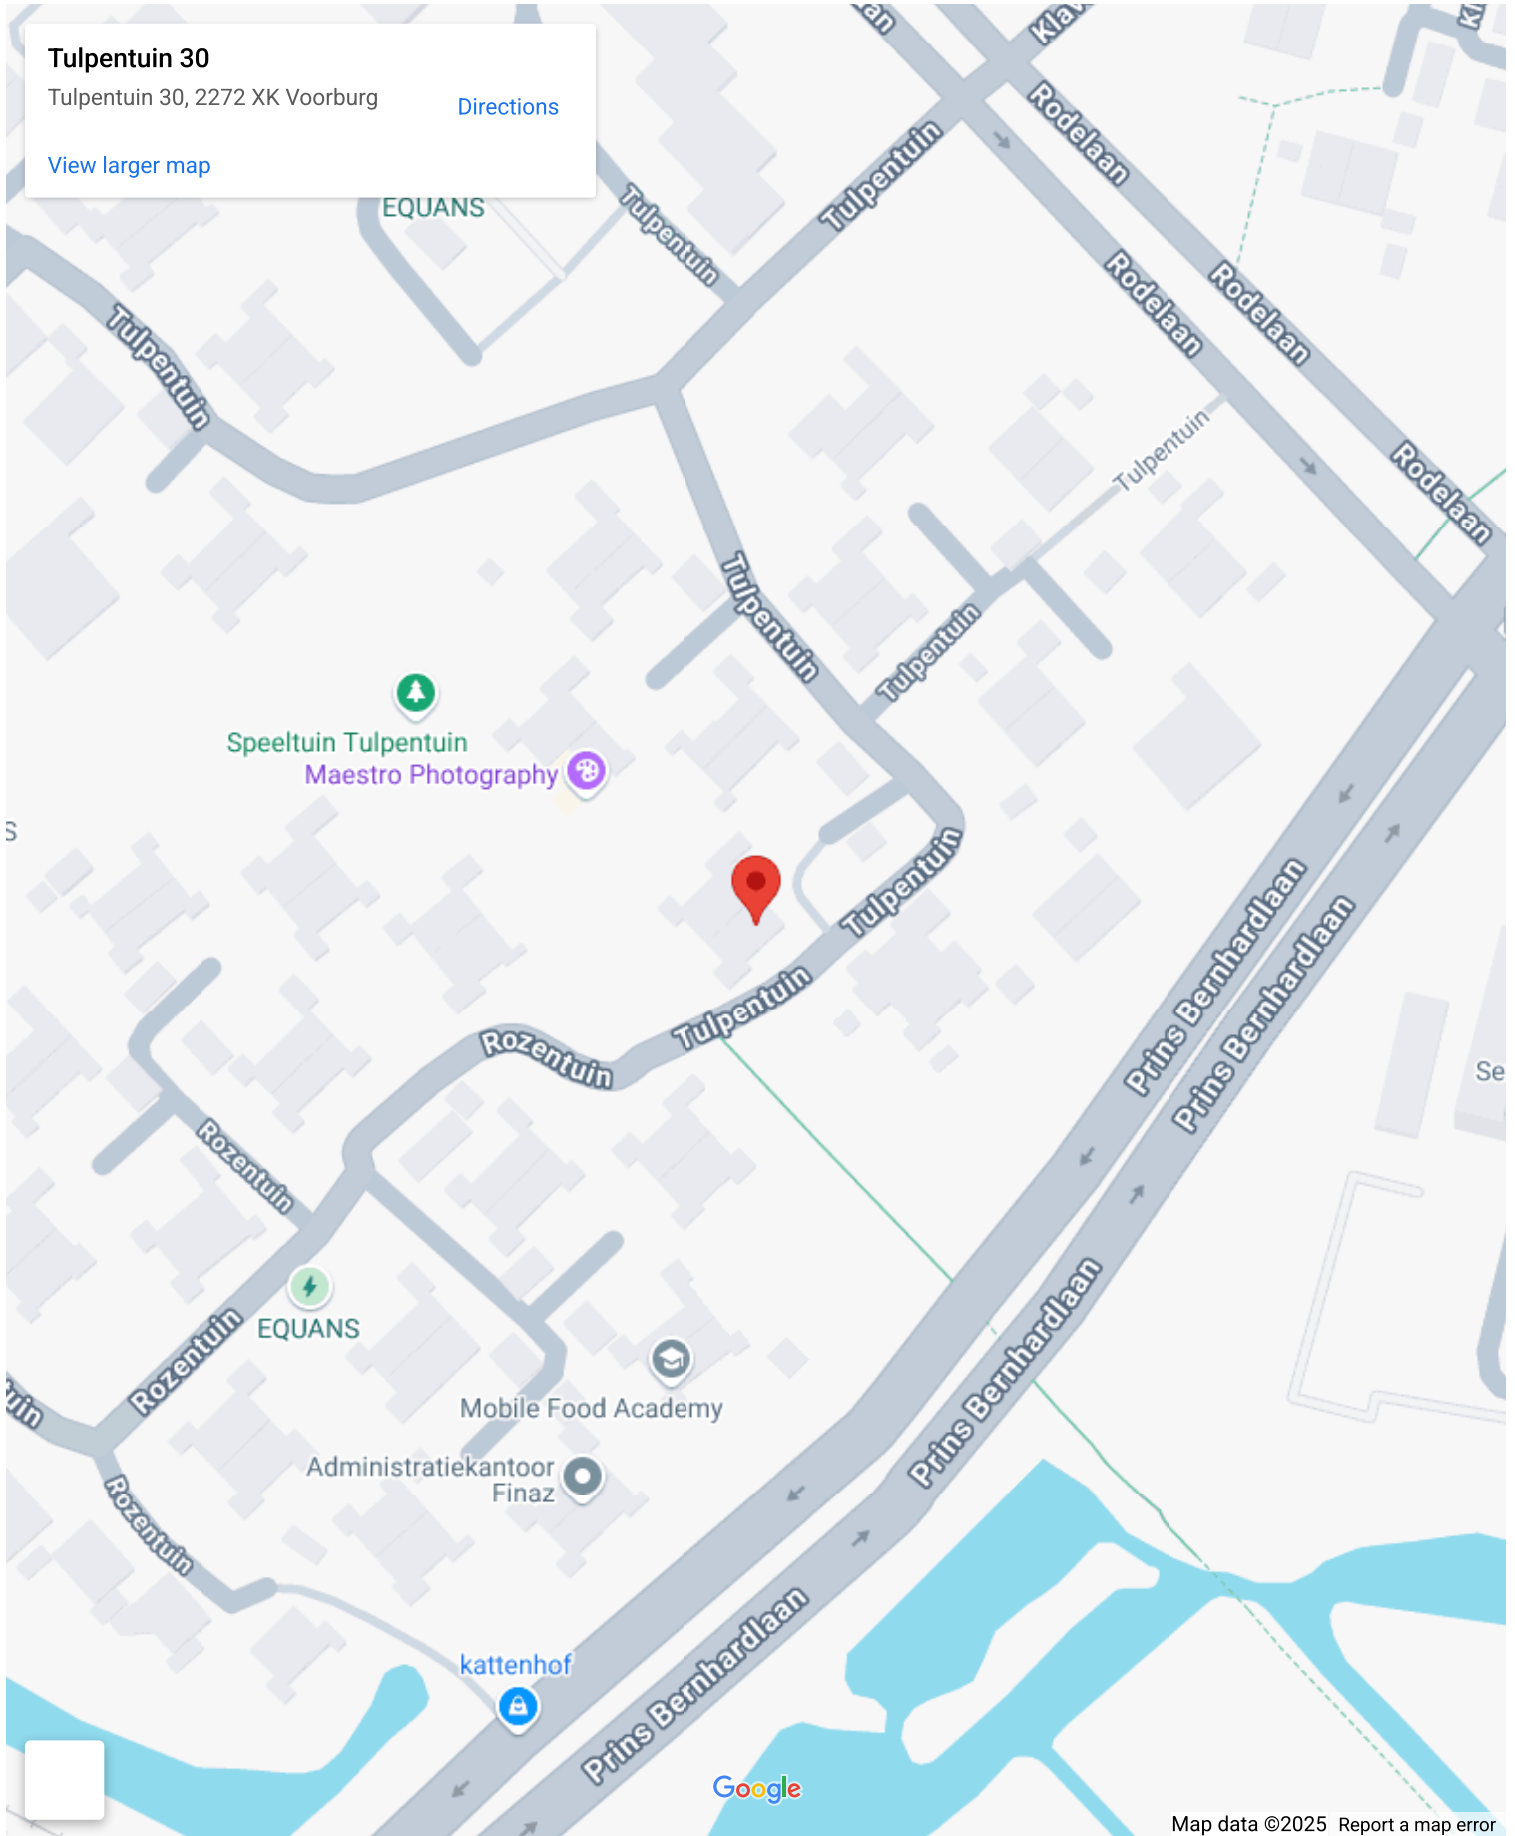 Tulpentuin 30
Tulpentuin 30, 2272 XK Voorburg
Directions
View larger map
EQUANS
Tulpentuin
Tulpentuin
Rodelaan
Rodelaan
Rodelaan
Rodelaan
Tulpentuin
Tulpentuin
Tulpentuin
Tulpentuin
Speeltuin Tulpentuin
Maestro Photography
Tulpentuin
Tulpentuin
Rozentuin
Prins Bernhardlaan
Prins Bernhardlaan
Se
Rozentuin
EQUANS
Rozentuin
Prins Bernhardlaan
Mobile Food Academy
Administratiekantoor
Finaz
Rozentuin
kattenhof
Prins Bernhardlaan
Google
Map data ©2025
Report a map error